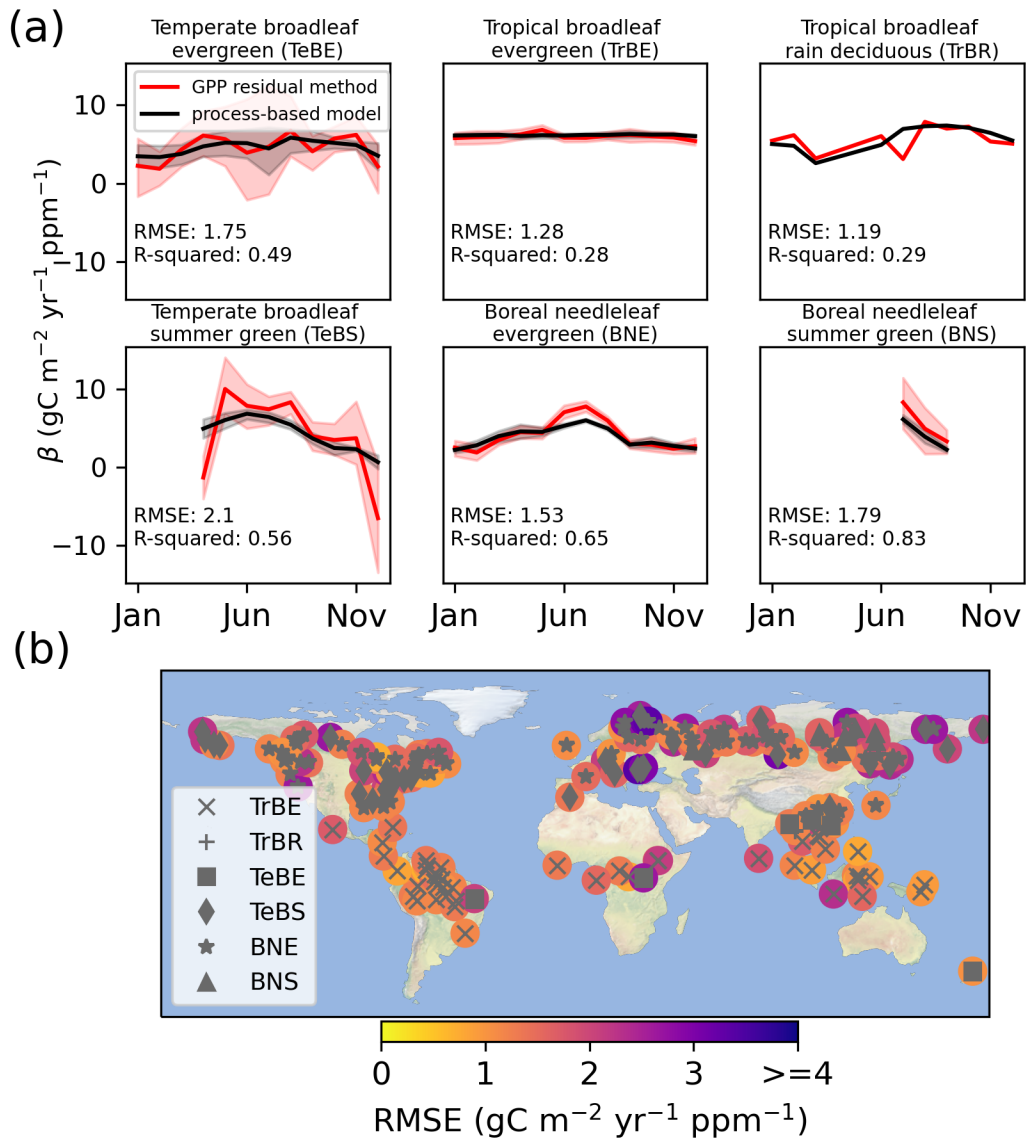 (a)
Temperate broadleaf
evergreen (TeBE)
Tropical broadleaf
evergreen (TrBE)
Tropical broadleaf
rain deciduous (TrBR)
GPP residual method
process-based model
10
0
−10
RMSE: 1.75
R-squared: 0.49
RMSE: 1.28
R-squared: 0.28
RMSE: 1.19
R-squared: 0.29
β (gC m⁻² yr⁻¹ ppm⁻¹)
Temperate broadleaf
summer green (TeBS)
Boreal needleleaf
evergreen (BNE)
Boreal needleleaf
summer green (BNS)
10
0
−10
RMSE: 2.1
R-squared: 0.56
RMSE: 1.53
R-squared: 0.65
RMSE: 1.79
R-squared: 0.83
Jan Jun Nov
Jan Jun Nov
Jan Jun Nov
(b)
TrBE
TrBR
TeBE
TeBS
BNE
BNS
0 1 2 3 >=4
RMSE (gC m⁻² yr⁻¹ ppm⁻¹)